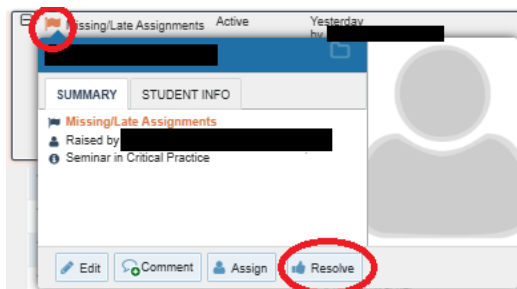 Missing/Late Assignments Active Yesterday
by
SUMMARY STUDENT INFO
Missing/Late Assignments
Raised by
Seminar in Critical Practice
Edit Comment Assign Resolve